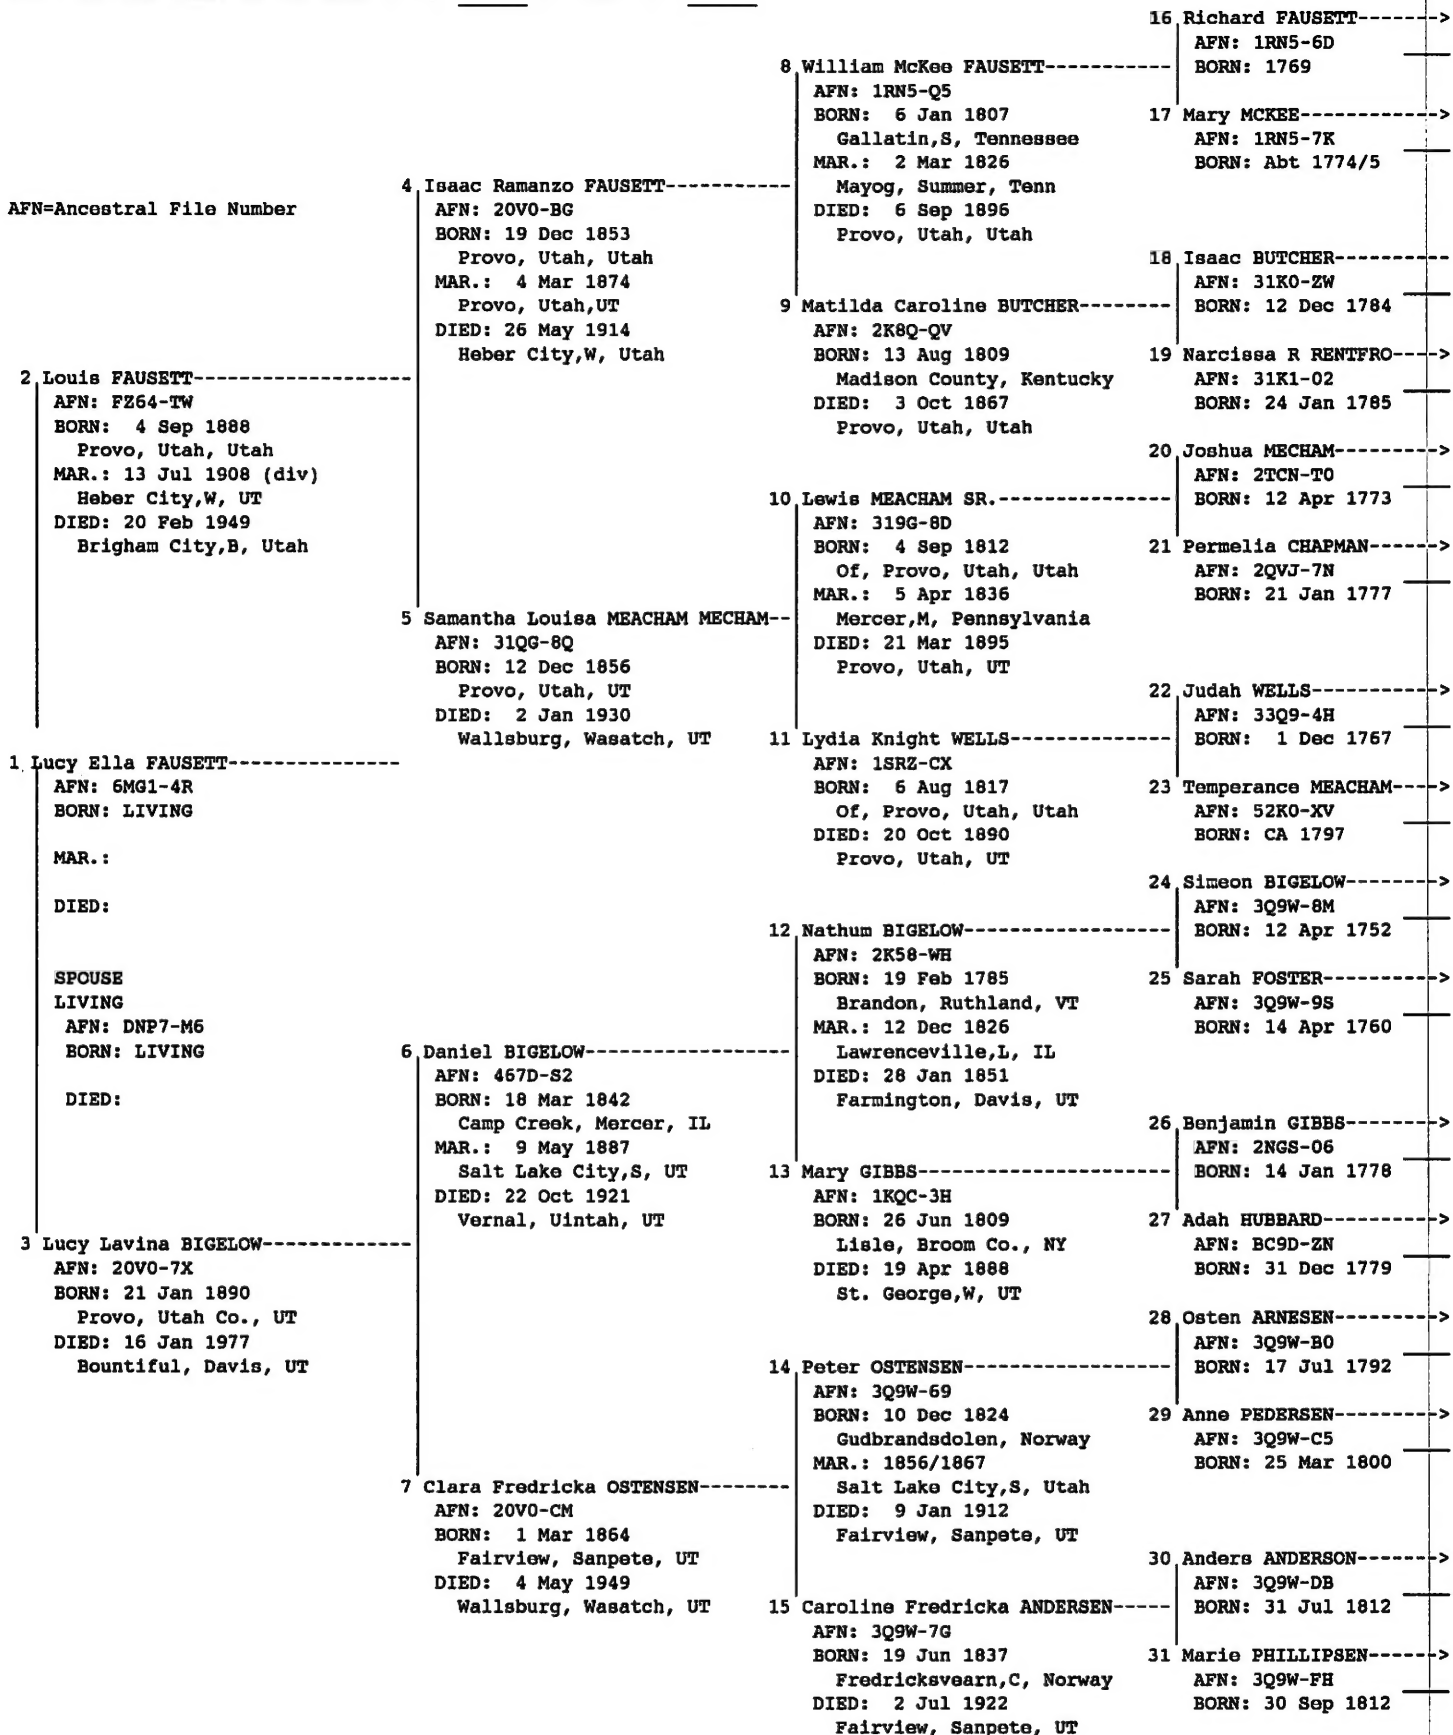 AFN=Ancestral File Number
1 Lucy Ella FAUSETT--------------
AFN: 6MG1-4R
BORN: LIVING
MAR.:
DIED:
SPOUSE
LIVING
AFN: DNP7-M6
BORN: LIVING
DIED:
2 Louis FAUSETT------------------
AFN: FZ64-TW
BORN: 4 Sep 1888
Provo, Utah, Utah
MAR.: 13 Jul 1908 (div)
Heber City,W, UT
DIED: 20 Feb 1949
Brigham City,B, Utah
3 Lucy Lavina BIGELOW------------
AFN: 20V0-7X
BORN: 21 Jan 1890
Provo, Utah Co., UT
DIED: 16 Jan 1977
Bountiful, Davis, UT
4 Isaac Ramanzo FAUSETT----------
AFN: 20V0-BG
BORN: 19 Dec 1853
Provo, Utah, Utah
MAR.: 4 Mar 1874
Provo, Utah,UT
DIED: 26 May 1914
Heber City,W, Utah
5 Samantha Louisa MEACHAM MECHAM--
AFN: 31QG-8Q
BORN: 12 Dec 1856
Provo, Utah, UT
DIED: 2 Jan 1930
Wallsburg, Wasatch, UT
6 Daniel BIGELOW-----------------
AFN: 467D-S2
BORN: 18 Mar 1842
Camp Creek, Mercer, IL
MAR.: 9 May 1887
Salt Lake City,S, UT
DIED: 22 Oct 1921
Vernal, Uintah, UT
7 Clara Fredricka OSTENSEN-------
AFN: 20V0-CM
BORN: 1 Mar 1864
Fairview, Sanpete, UT
DIED: 4 May 1949
Wallsburg, Wasatch, UT
8 William McKee FAUSETT----------
AFN: 1RN5-Q5
BORN: 6 Jan 1807
Gallatin,S, Tennessee
MAR.: 2 Mar 1826
Mayog, Summer, Tenn
DIED: 6 Sep 1896
Provo, Utah, Utah
9 Matilda Caroline BUTCHER-------
AFN: 2K8Q-QV
BORN: 13 Aug 1809
Madison County, Kentucky
DIED: 3 Oct 1867
Provo, Utah, Utah
10 Lewis MEACHAM SR.--------------
AFN: 319G-8D
BORN: 4 Sep 1812
Of, Provo, Utah, Utah
MAR.: 5 Apr 1836
Mercer,M, Pennsylvania
DIED: 21 Mar 1895
Provo, Utah, UT
11 Lydia Knight WELLS-------------
AFN: 1SRZ-CX
BORN: 6 Aug 1817
Of, Provo, Utah, Utah
DIED: 20 Oct 1890
Provo, Utah, UT
12 Nathum BIGELOW-----------------
AFN: 2K58-WH
BORN: 19 Feb 1785
Brandon, Ruthland, VT
MAR.: 12 Dec 1826
Lawrenceville,L, IL
DIED: 28 Jan 1851
Farmington, Davis, UT
13 Mary GIBBS---------------------
AFN: 1KQC-3H
BORN: 26 Jun 1809
Lisle, Broom Co., NY
DIED: 19 Apr 1888
St. George,W, UT
14 Peter OSTENSEN-----------------
AFN: 3Q9W-69
BORN: 10 Dec 1824
Gudbrandsdolen, Norway
MAR.: 1856/1867
Salt Lake City,S, Utah
DIED: 9 Jan 1912
Fairview, Sanpete, UT
15 Caroline Fredricka ANDERSEN-----
AFN: 3Q9W-7G
BORN: 19 Jun 1837
Fredricksvearn,C, Norway
DIED: 2 Jul 1922
Fairview, Sanpete, UT
16 Richard FAUSETT------->
AFN: 1RN5-6D
BORN: 1769
17 Mary MCKEE------------>
AFN: 1RN5-7K
BORN: Abt 1774/5
18 Isaac BUTCHER----------
AFN: 31K0-ZW
BORN: 12 Dec 1784
19 Narcissa R RENTFRO---->
AFN: 31K1-02
BORN: 24 Jan 1785
20 Joshua MECHAM--------->
AFN: 2TCN-T0
BORN: 12 Apr 1773
21 Permelia CHAPMAN------>
AFN: 2QVJ-7N
BORN: 21 Jan 1777
22 Judah WELLS----------->
AFN: 33Q9-4H
BORN: 1 Dec 1767
23 Temperance MEACHAM---->
AFN: 52K0-XV
BORN: CA 1797
24 Simeon BIGELOW-------->
AFN: 3Q9W-8M
BORN: 12 Apr 1752
25 Sarah FOSTER---------->
AFN: 3Q9W-9S
BORN: 14 Apr 1760
26 Benjamin GIBBS-------->
AFN: 2NGS-06
BORN: 14 Jan 1778
27 Adah HUBBARD---------->
AFN: BC9D-ZN
BORN: 31 Dec 1779
28 Osten ARNESEN--------->
AFN: 3Q9W-B0
BORN: 17 Jul 1792
29 Anne PEDERSEN--------->
AFN: 3Q9W-C5
BORN: 25 Mar 1800
30 Anders ANDERSON------->
AFN: 3Q9W-DB
BORN: 31 Jul 1812
31 Marie PHILLIPSEN------>
AFN: 3Q9W-FH
BORN: 30 Sep 1812